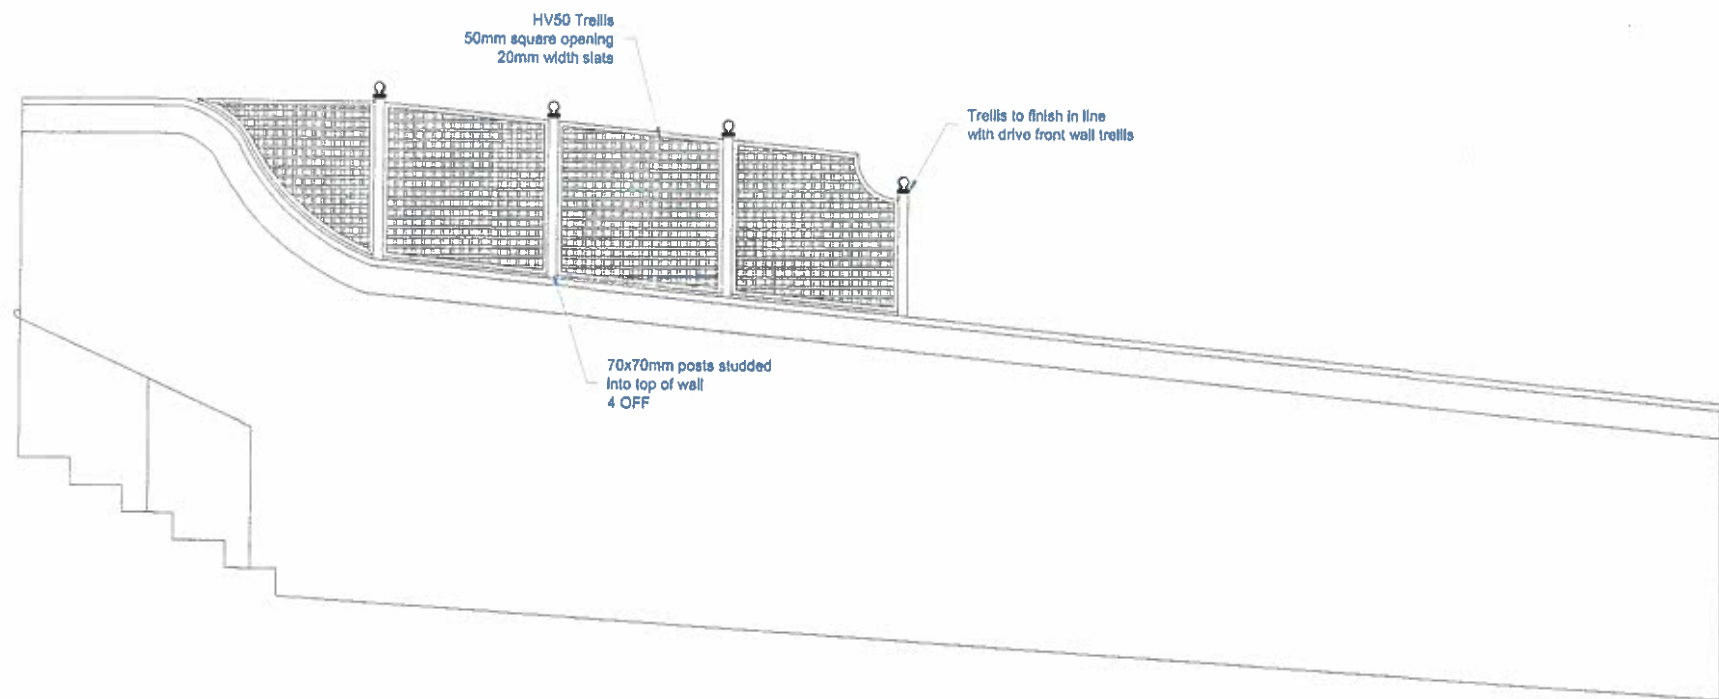 HV50 Trellis
50mm square opening
20mm width slats
Trellis to finish in line
with drive front wall trellis
70x70mm posts studded
into top of wall
4 OFF